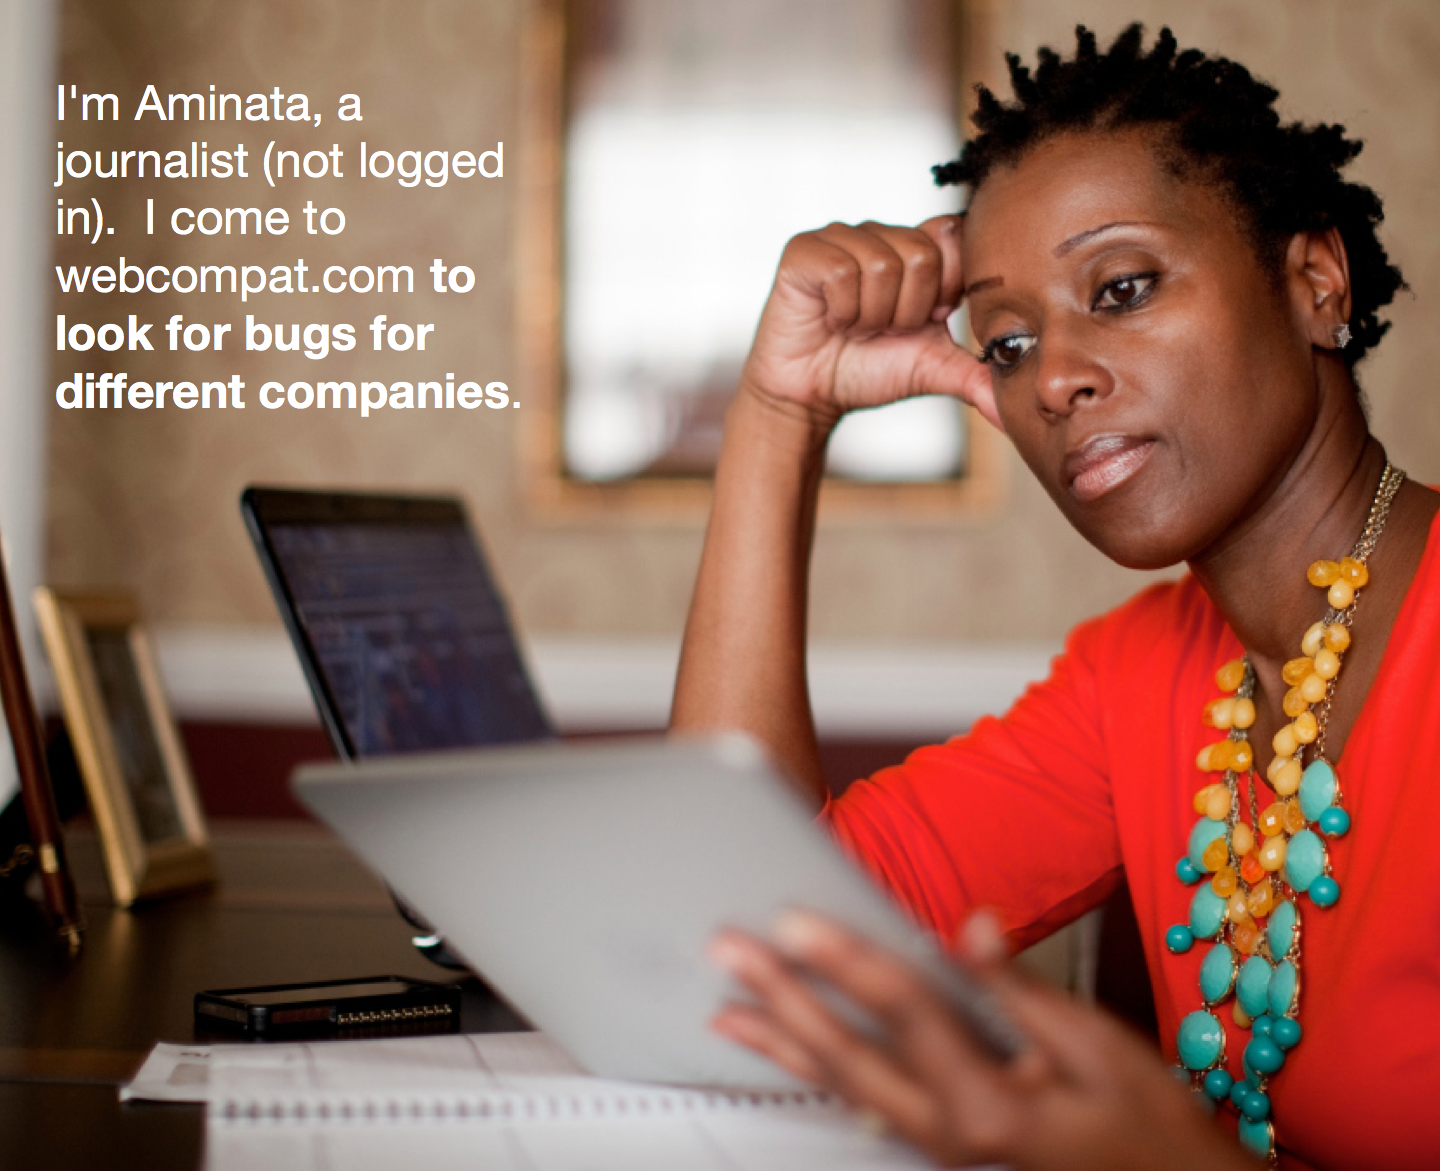 I'm Aminata, a
journalist (not logged
in).  I come to
webcompat.com to
look for bugs for
different companies.